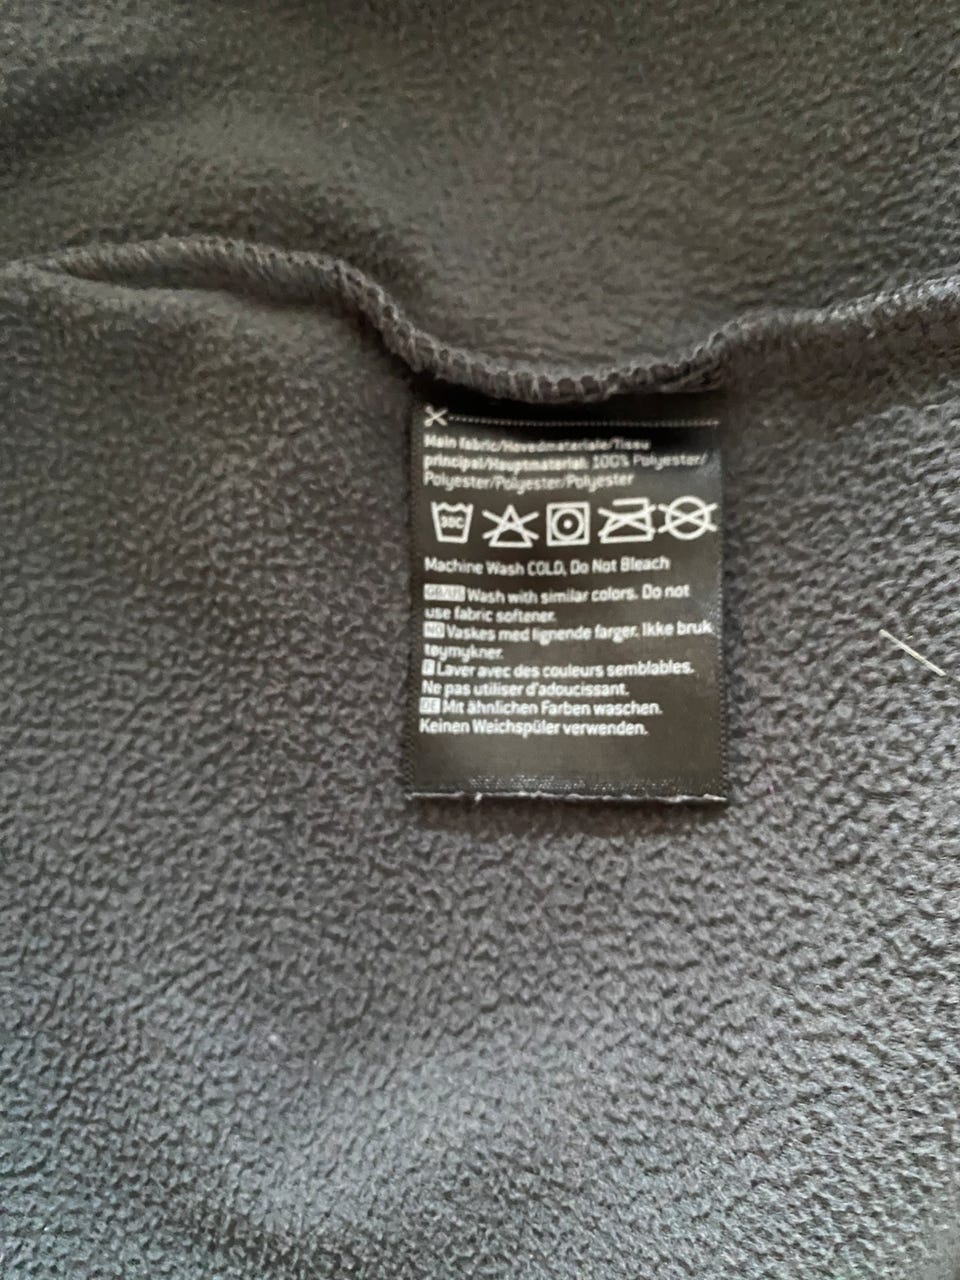 Main fabric/Hovedmateriale/Tissu
principal/Hauptmaterial: 100% Polyester/
Polyester/Polyester/Polyester
30C
Machine Wash COLD, Do Not Bleach
GB/US Wash with similar colors. Do not
use fabric softener.
NO Vaskes med lignende farger. Ikke bruk
tøymykner.
F Laver avec des couleurs semblables.
Ne pas utiliser d'adoucissant.
DE Mit ähnlichen Farben waschen.
Keinen Weichspüler verwenden.